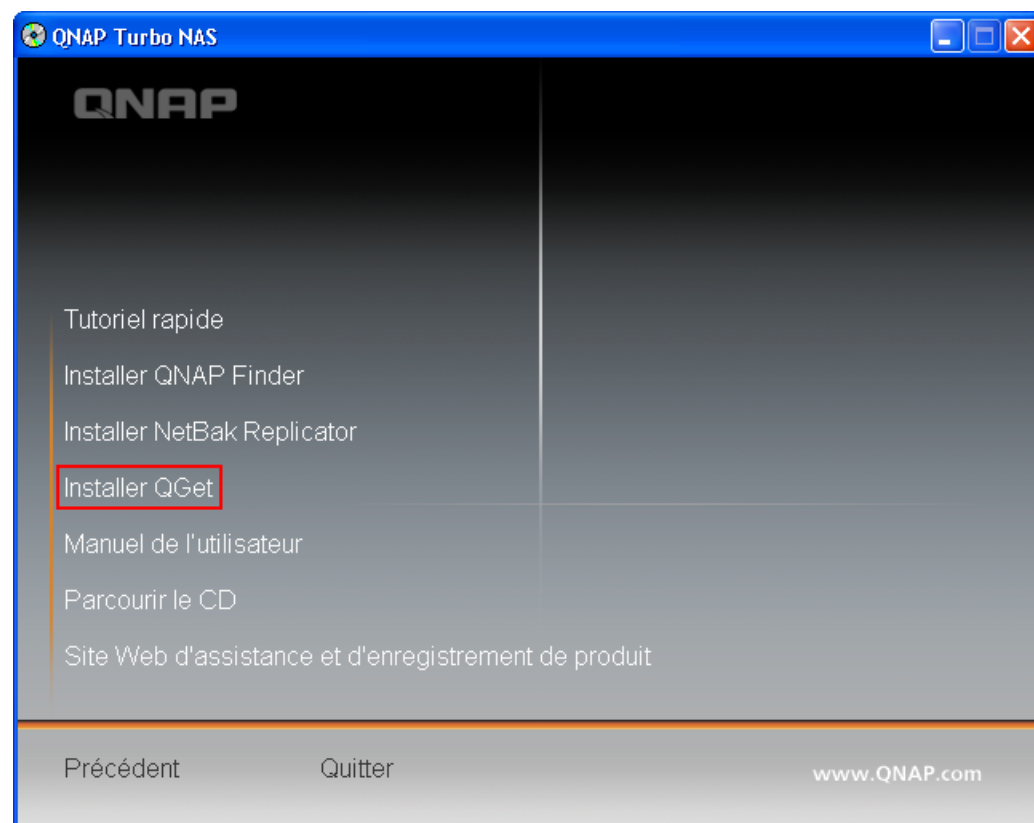 QNAP Turbo NAS
QNAP
Tutoriel rapide
Installer QNAP Finder
Installer NetBak Replicator
Installer QGet
Manuel de l'utilisateur
Parcourir le CD
Site Web d'assistance et d'enregistrement de produit
Précédent
Quitter
www.QNAP.com